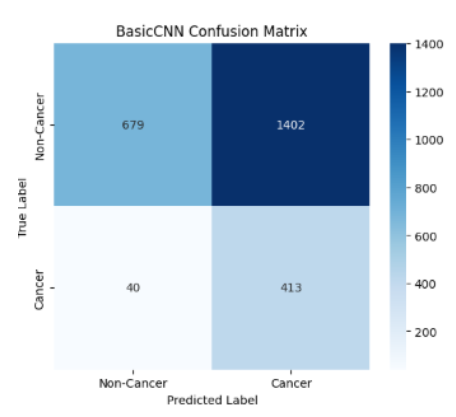 BasicCNN Confusion Matrix
Non-Cancer
679
1402
True Label
Cancer
40
413
Non-Cancer
Cancer
Predicted Label
1400
1200
1000
800
600
400
200